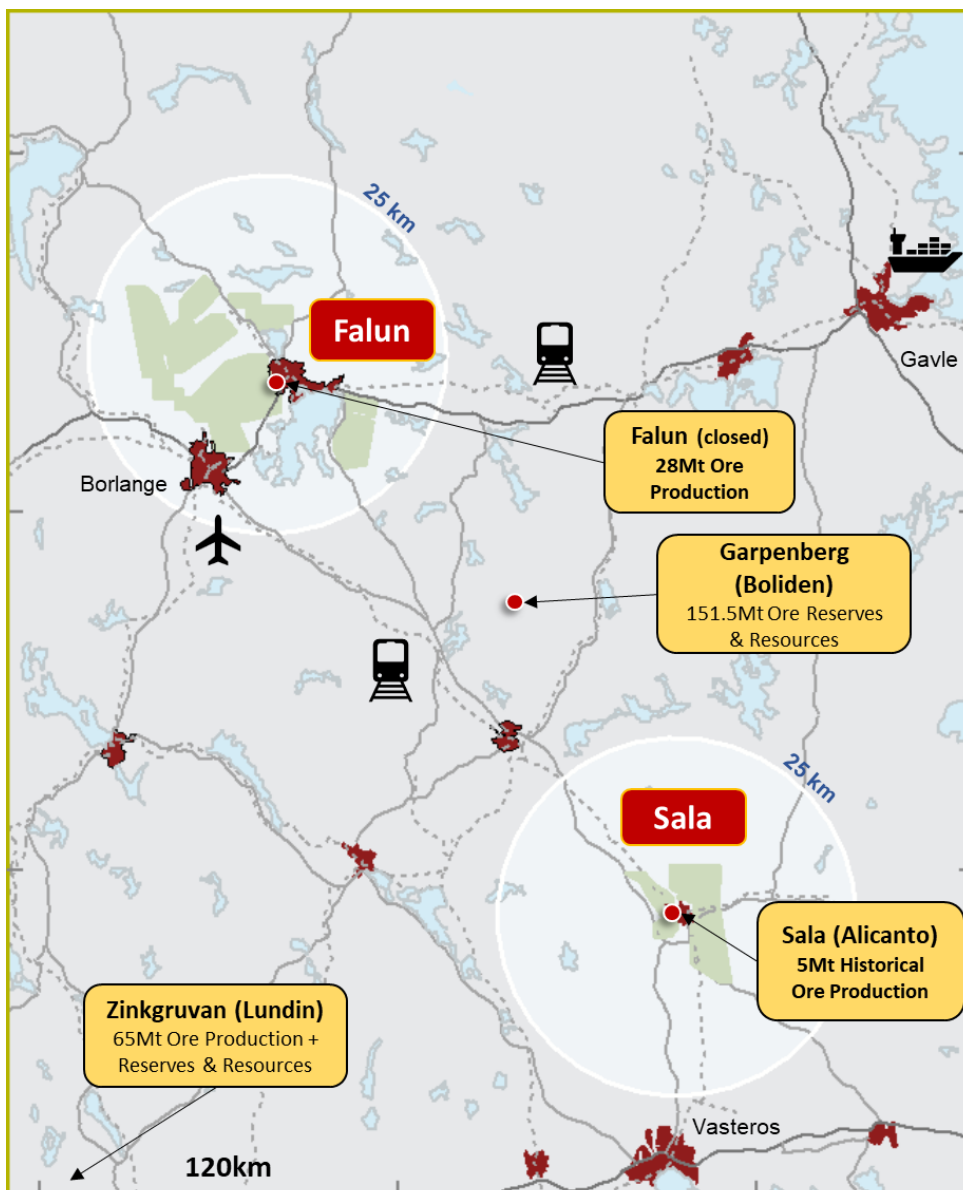 25 km
Falun
Gavle
Falun (closed)
28Mt Ore
Production
Borlange
Garpenberg
(Boliden)
151.5Mt Ore Reserves
& Resources
25 km
Sala
Sala (Alicanto)
5Mt Historical
Ore Production
Zinkgruvan (Lundin)
65Mt Ore Production +
Reserves & Resources
Vasteros
120km